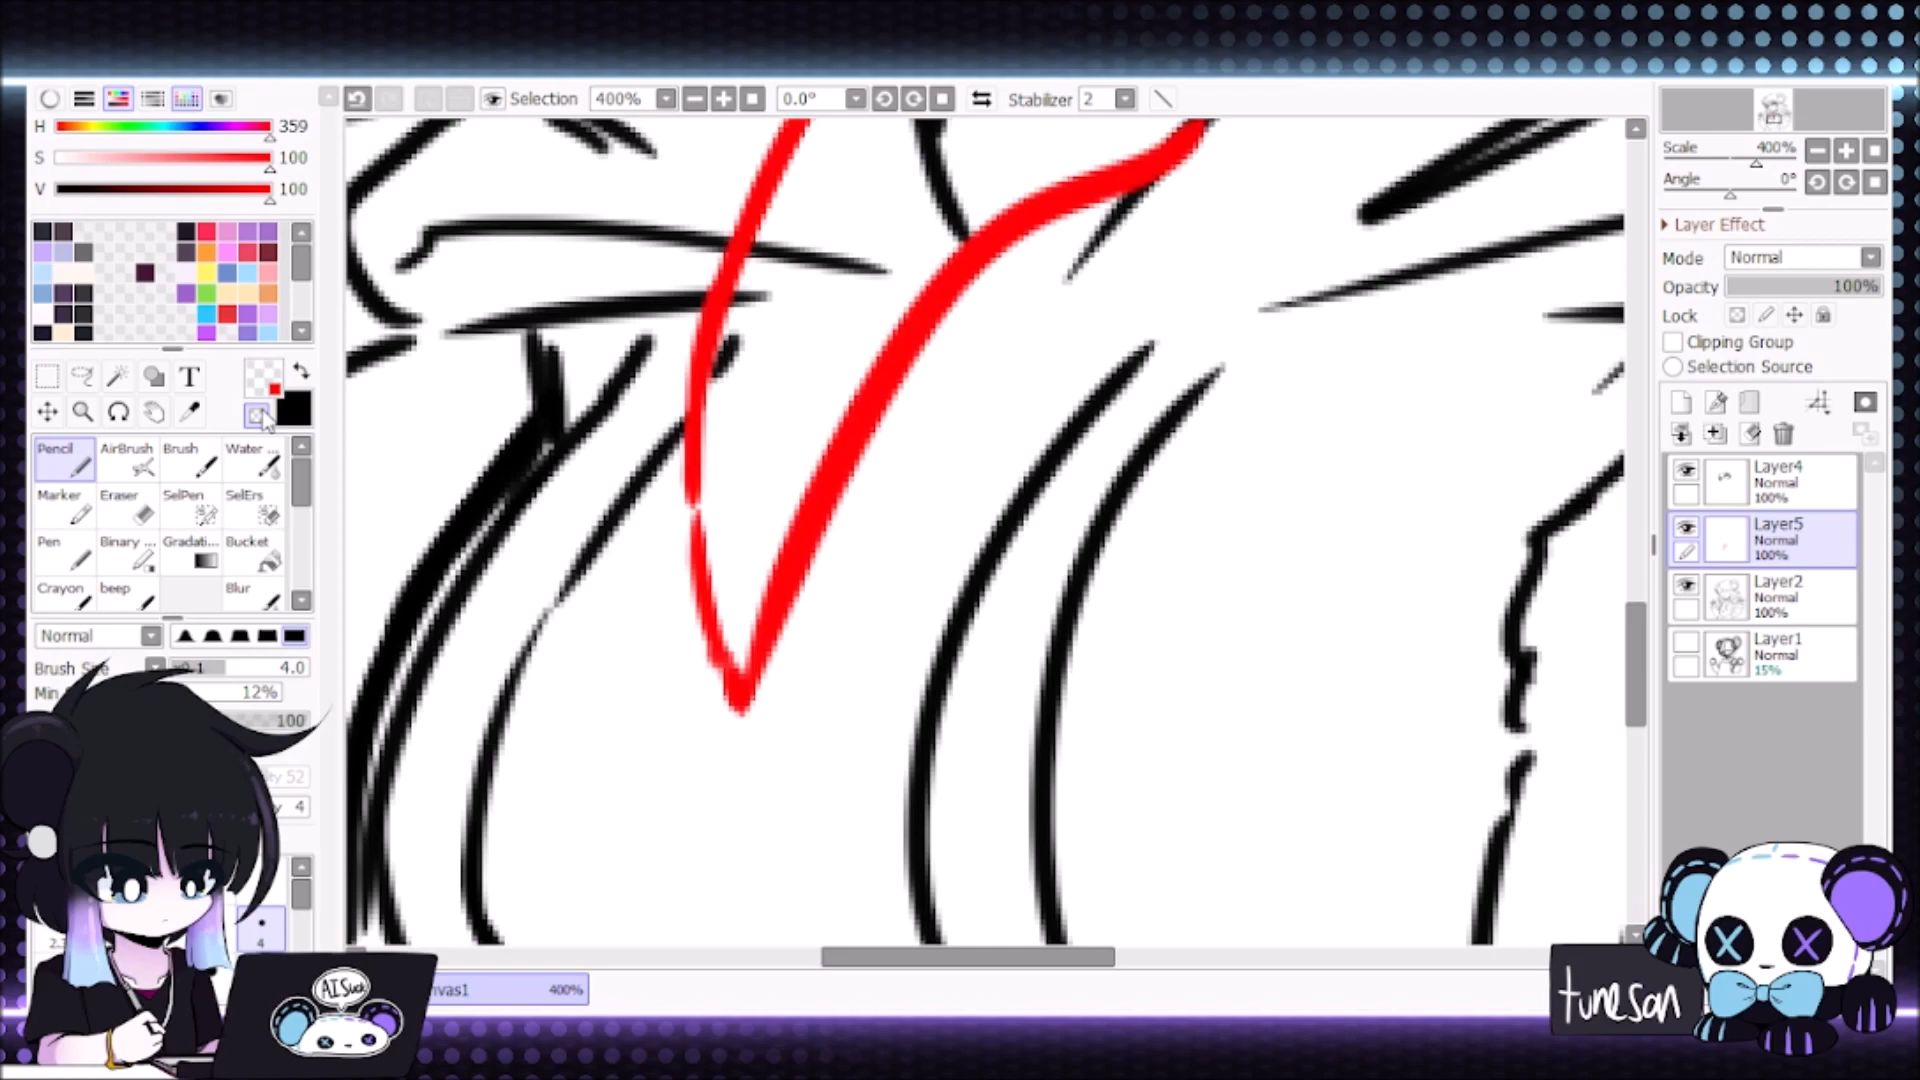 Selection 400% 0.0° Stabilizer 2
H 359
S 100
V 100
Scale 400%
Angle 0°
Layer Effect
Mode Normal
Opacity 100%
Lock
Clipping Group
Selection Source
T
Pencil AirBrush Brush Water ...
Marker Eraser SelPen SelErs
Pen Binary ... Gradati... Bucket
Crayon beep Blur
Normal
Brush 4.0
Min 12%
100
52
4
4
Layer4
Normal
100%
Layer5
Normal
100%
Layer2
Normal
100%
Layer1
Normal
15%
nvas1 400%
AI Suck
tunesan